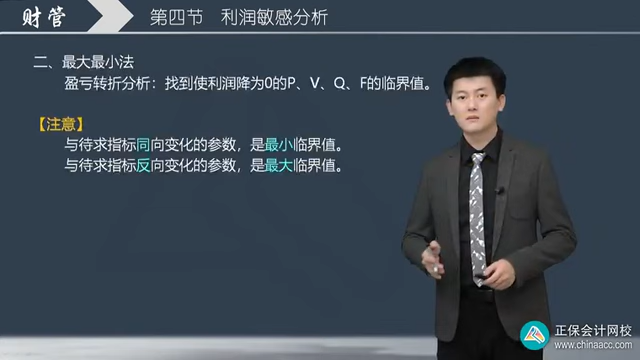 财管
第四节 利润敏感分析
二、最大最小法
盈亏转折分析：找到使利润降为0的P、V、Q、F的临界值。
【注意】
与待求指标同向变化的参数，是最小临界值。
与待求指标反向变化的参数，是最大临界值。
正保会计网校
www.chinaacc.com